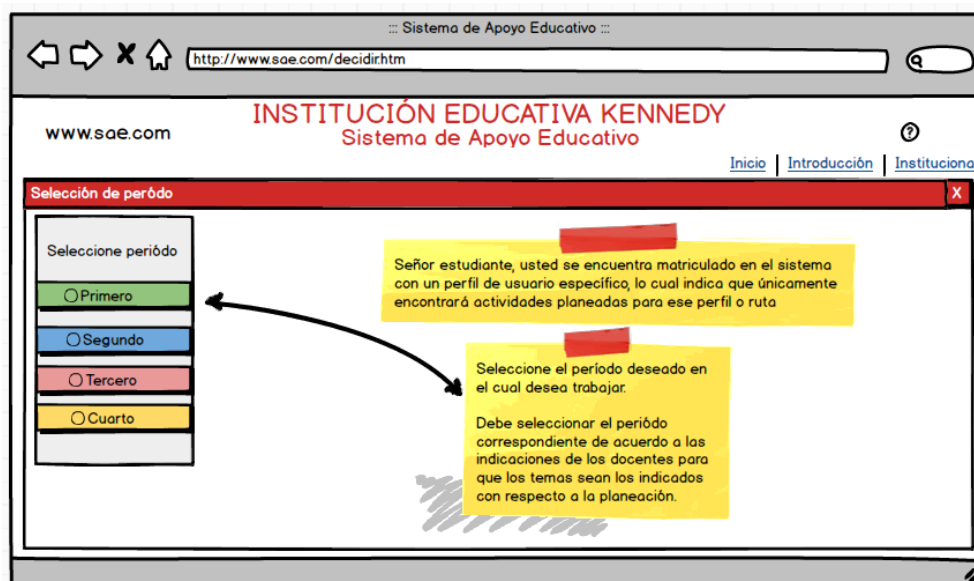 ::: Sistema de Apoyo Educativo :::
http://www.sae.com/decidir.htm
INSTITUCIÓN EDUCATIVA KENNEDY
www.sae.com
Sistema de Apoyo Educativo
?
Inicio | Introducción | Instituciona
Selección de peródo
X
Seleccione periódo
Primero
Segundo
Tercero
Cuarto
Señor estudiante, usted se encuentra matriculado en el sistema
con un perfil de usuario específico, lo cual indica que únicamente
encontrará actividades planeadas para ese perfil o ruta
Seleccione el período deseado en
el cual desea trabajar.
Debe seleccionar el periódo
correspondiente de acuerdo a las
indicaciones de los docentes para
que los temas sean los indicados
con respecto a la planeación.